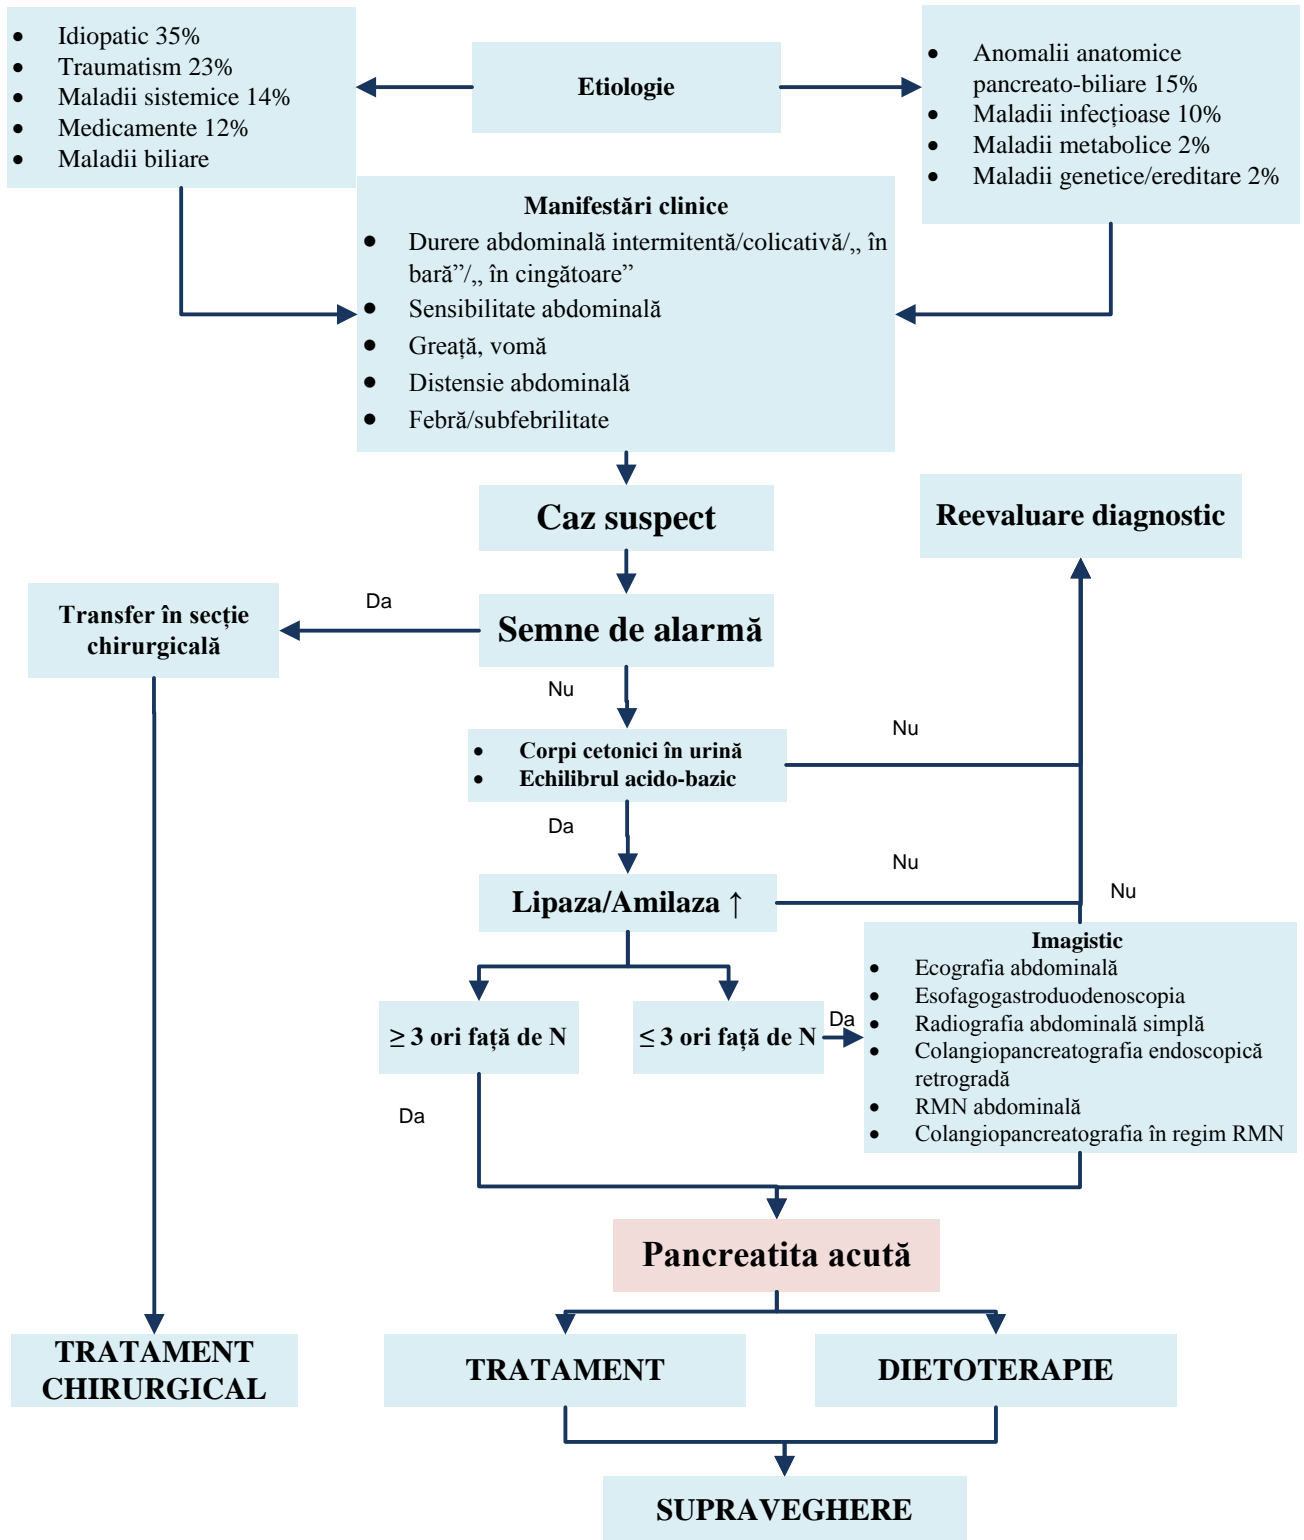 • Idiopatic 35%
• Traumatism 23%
• Maladii sistemice 14%
• Medicamente 12%
• Maladii biliare
Etiologie
• Anomalii anatomice
pancreato-biliare 15%
• Maladii infecțioase 10%
• Maladii metabolice 2%
• Maladii genetice/ereditare 2%
Manifestări clinice
• Durere abdominală intermitentă/colicativă/„ în
bară”/„ în cingătoare”
• Sensibilitate abdominală
• Greață, vomă
• Distensie abdominală
• Febră/subfebrilitate
Caz suspect
Reevaluare diagnostic
Da
Transfer în secție
chirurgicală
Semne de alarmă
Nu
Nu
• Corpi cetonici în urină
• Echilibrul acido-bazic
Da
Nu
Lipaza/Amilaza ↑
Nu
≥ 3 ori față de N
≤ 3 ori față de N
Da
Imagistic
• Ecografia abdominală
• Esofagogastroduodenoscopia
• Radiografia abdominală simplă
• Colangiopancreatografia endoscopică
retrogradă
• RMN abdominală
• Colangiopancreatografia în regim RMN
Da
Pancreatita acută
TRATAMENT
CHIRURGICAL
TRATAMENT
DIETOTERAPIE
SUPRAVEGHERE